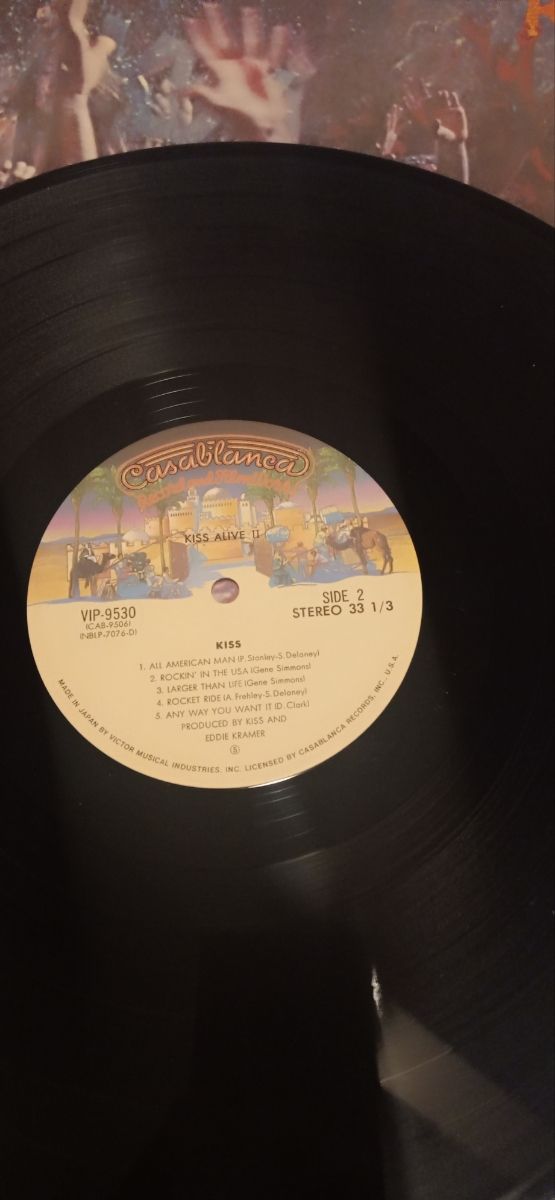 Casablanca
Record and FilmWorks
KISS ALIVE II
VIP-9530
(CAB-9506)
(NBLP-7076-D)
SIDE 2
STEREO 33 1/3
KISS
1. ALL AMERICAN MAN (P. Stanley-S. Delaney)
2. ROCKIN' IN THE USA (Gene Simmons)
3. LARGER THAN LIFE (Gene Simmons)
4. ROCKET RIDE (A. Frehley-S. Delaney)
5. ANY WAY YOU WANT IT (D. Clark)
PRODUCED BY KISS AND
EDDIE KRAMER
S
MADE IN JAPAN BY VICTOR MUSICAL INDUSTRIES, INC. LICENSED BY CASABLANCA RECORDS, INC., U.S.A.